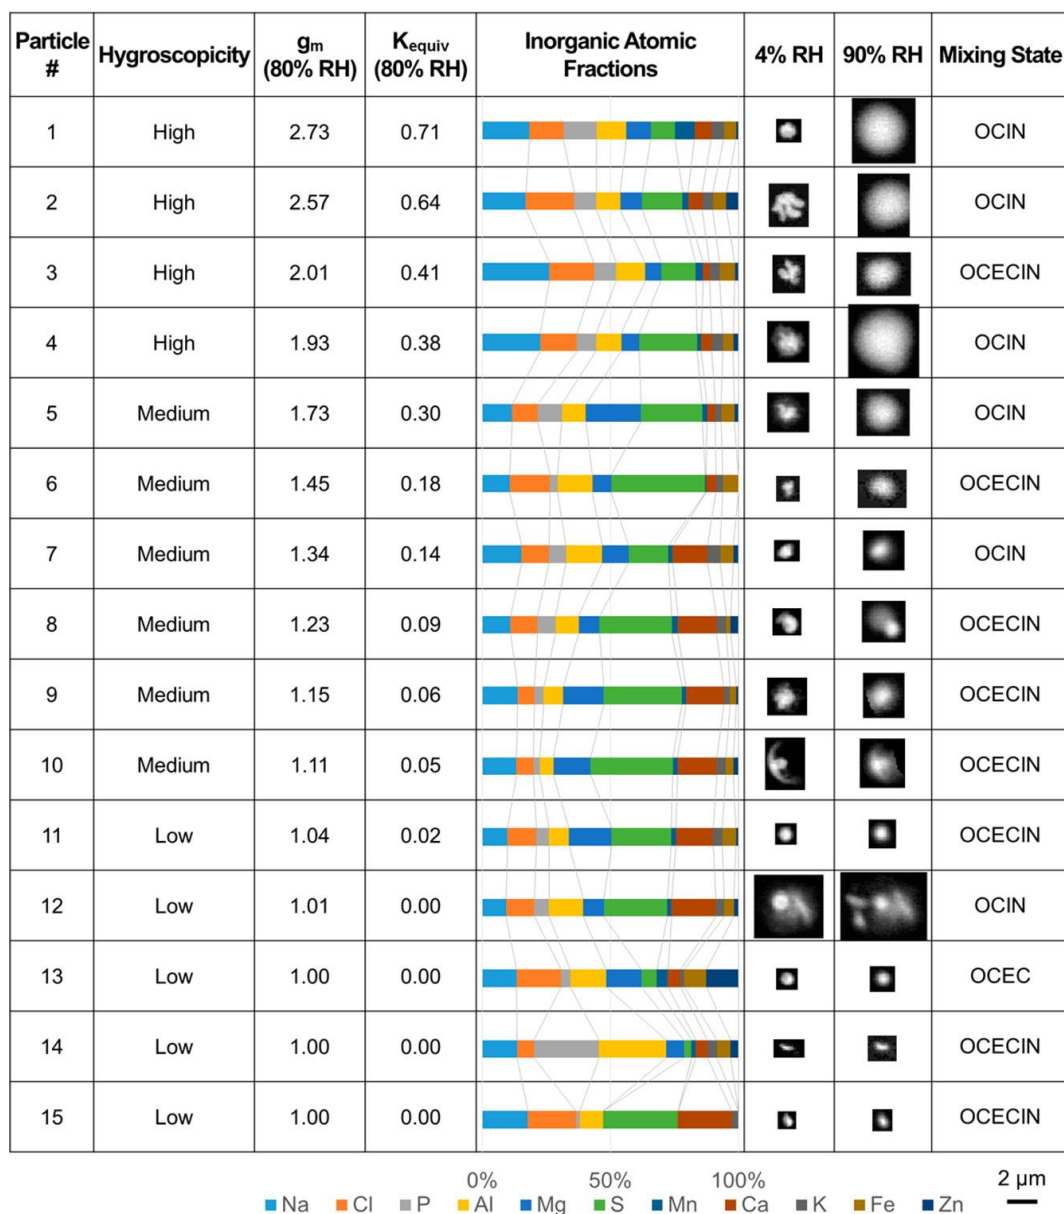 Particle # Hygroscopicity gm (80% RH) Kequiv (80% RH) Inorganic Atomic Fractions 4% RH 90% RH Mixing State
1 High 2.73 0.71 OCIN
2 High 2.57 0.64 OCIN
3 High 2.01 0.41 OCECIN
4 High 1.93 0.38 OCIN
5 Medium 1.73 0.30 OCIN
6 Medium 1.45 0.18 OCECIN
7 Medium 1.34 0.14 OCIN
8 Medium 1.23 0.09 OCECIN
9 Medium 1.15 0.06 OCECIN
10 Medium 1.11 0.05 OCECIN
11 Low 1.04 0.02 OCECIN
12 Low 1.01 0.00 OCIN
13 Low 1.00 0.00 OCEC
14 Low 1.00 0.00 OCECIN
15 Low 1.00 0.00 OCECIN
0% 50% 100% 2 μm
Na Cl P Al Mg S Mn Ca K Fe Zn